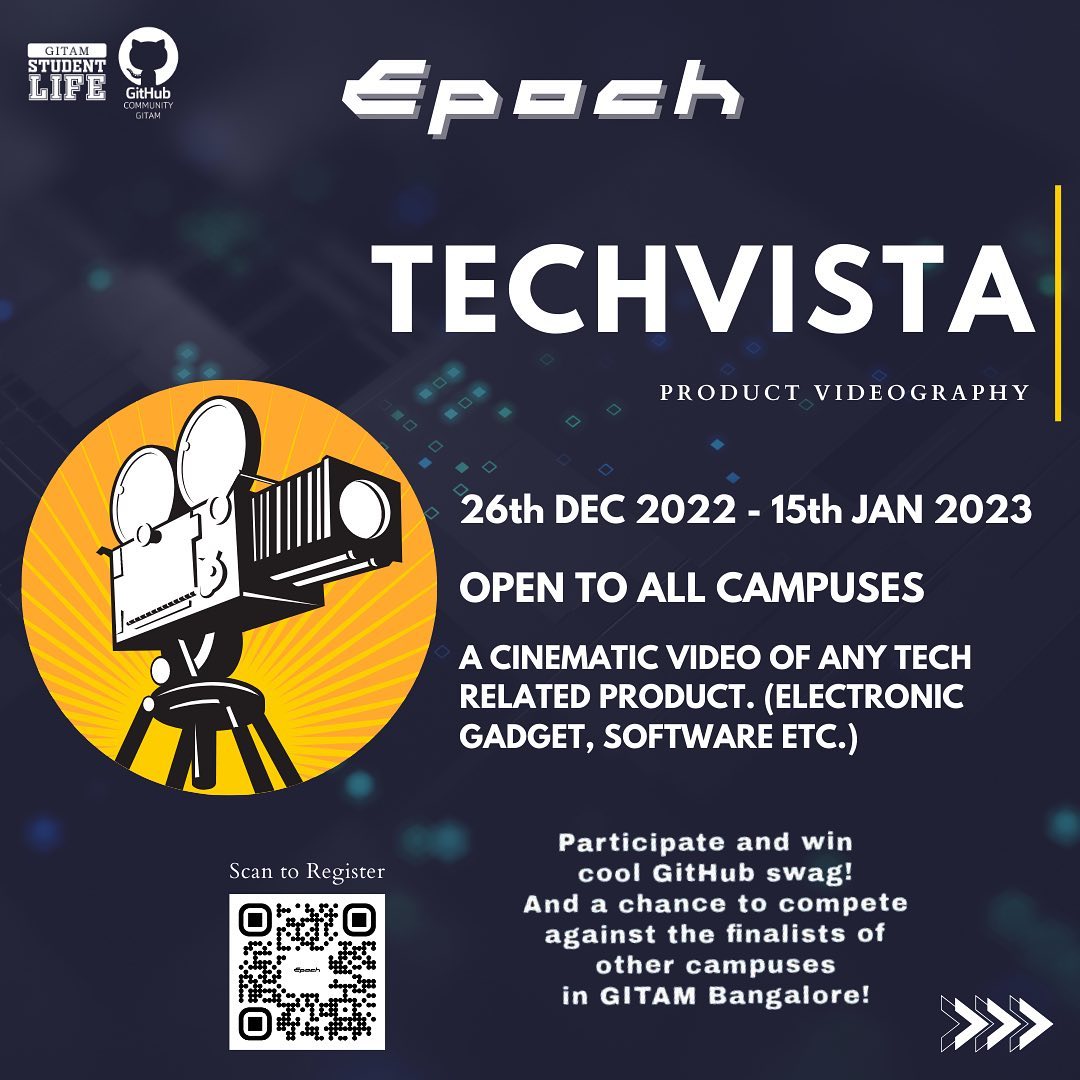 GITAM
STUDENT
LIFE
GitHub
COMMUNITY
GITAM
Epoch
TECHVISTA
PRODUCT VIDEOGRAPHY
26th DEC 2022 - 15th JAN 2023
OPEN TO ALL CAMPUSES
A CINEMATIC VIDEO OF ANY TECH
RELATED PRODUCT. (ELECTRONIC
GADGET, SOFTWARE ETC.)
Participate and win
cool GitHub swag!
And a chance to compete
against the finalists of
other campuses
in GITAM Bangalore!
Scan to Register
Epoch